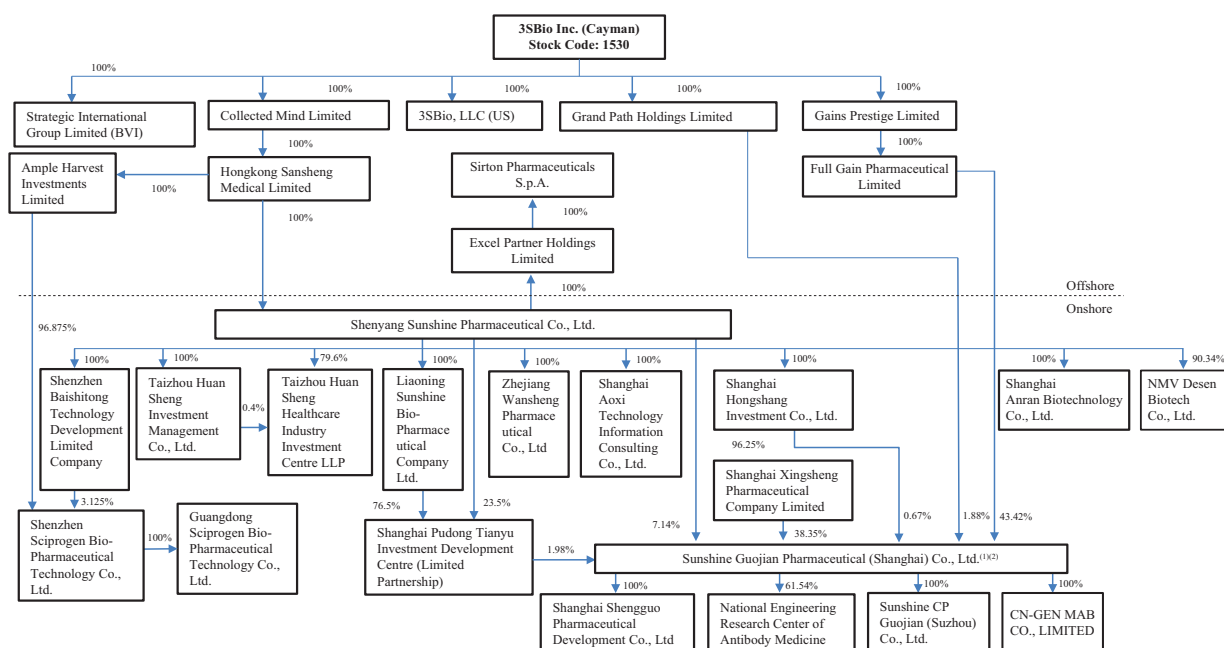 3SBio Inc. (Cayman)
Stock Code: 1530
100%
100%
100%
100%
100%
Strategic International
Group Limited (BVI)
Collected Mind Limited
3SBio, LLC (US)
Grand Path Holdings Limited
Gains Prestige Limited
100%
100%
Ample Harvest
Investments
Limited
100%
Hongkong Sansheng
Medical Limited
Sirton Pharmaceuticals
S.p.A.
Full Gain Pharmaceutical
Limited
100%
100%
Excel Partner Holdings
Limited
100%
Offshore
Onshore
Shenyang Sunshine Pharmaceutical Co., Ltd.
96.875%
100%
100%
79.6%
100%
100%
100%
100%
100%
90.34%
Shenzhen
Baishitong
Technology
Development
Limited
Company
Taizhou Huan
Sheng
Investment
Management
Co., Ltd.
0.4%
Taizhou Huan
Sheng
Healthcare
Industry
Investment
Centre LLP
Liaoning
Sunshine
Bio-
Pharmace
utical
Company
Ltd.
Zhejiang
Wansheng
Pharmace
utical
Co., Ltd
Shanghai
Aoxi
Technology
Information
Consulting
Co., Ltd.
Shanghai
Hongshang
Investment Co., Ltd.
Shanghai
Anran Biotechnology
Co., Ltd.
NMV Desen
Biotech
Co., Ltd.
96.25%
Shanghai Xingsheng
Pharmaceutical
Company Limited
3.125%
76.5%
23.5%
7.14%
38.35%
0.67%
1.88%
43.42%
Shenzhen
Sciprogen Bio-
Pharmaceutical
Technology Co.,
Ltd.
100%
Guangdong
Sciprogen Bio-
Pharmaceutical
Technology Co.,
Ltd.
Shanghai Pudong Tianyu
Investment Development
Centre (Limited
Partnership)
1.98%
Sunshine Guojian Pharmaceutical (Shanghai) Co., Ltd.(1)(2)
100%
61.54%
100%
100%
Shanghai Shengguo
Pharmaceutical
Development Co., Ltd
National Engineering
Research Center of
Antibody Medicine
Sunshine CP
Guojian (Suzhou)
Co., Ltd.
CN-GEN MAB
CO., LIMITED